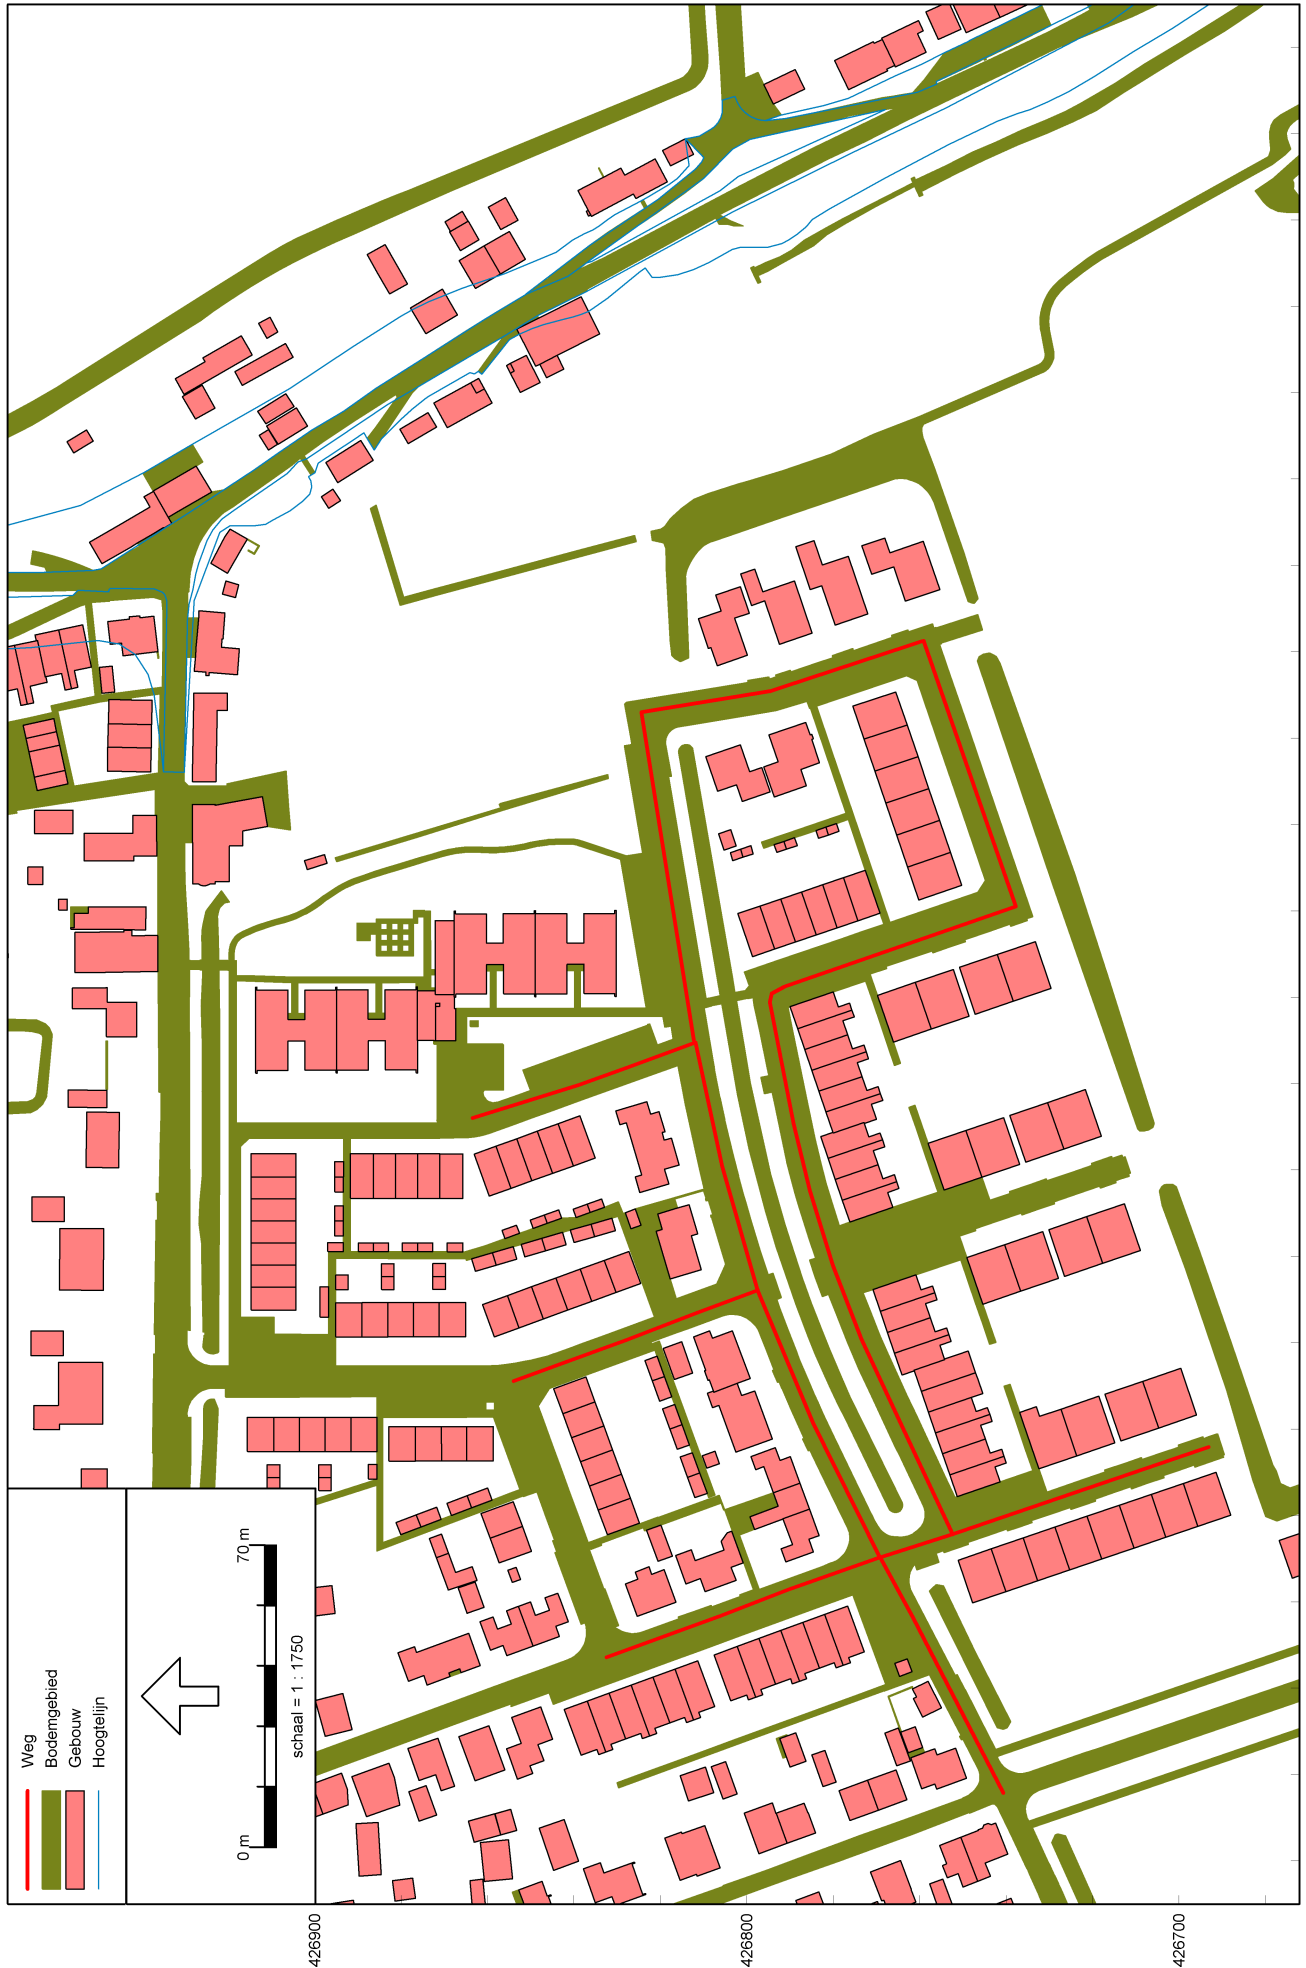 Weg
Bodemgebied
Gebouw
Hoogtelijn
0 m
70 m
schaal = 1 : 1750
426900
426800
426700